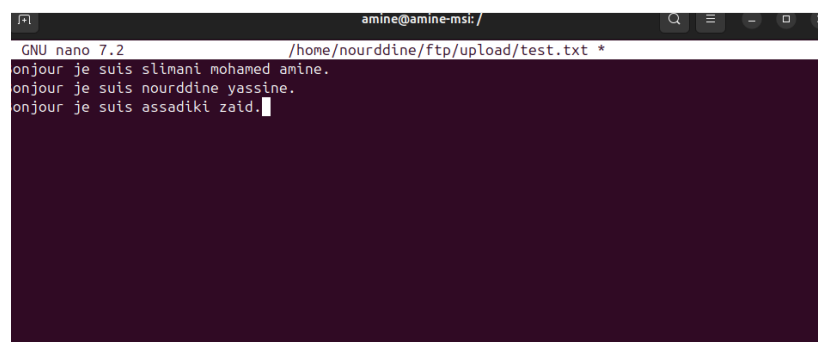 amine@amine-msi: /
GNU nano 7.2 /home/nourddine/ftp/upload/test.txt *
onjour je suis slimani mohamed amine.
onjour je suis nourddine yassine.
onjour je suis assadiki zaid.